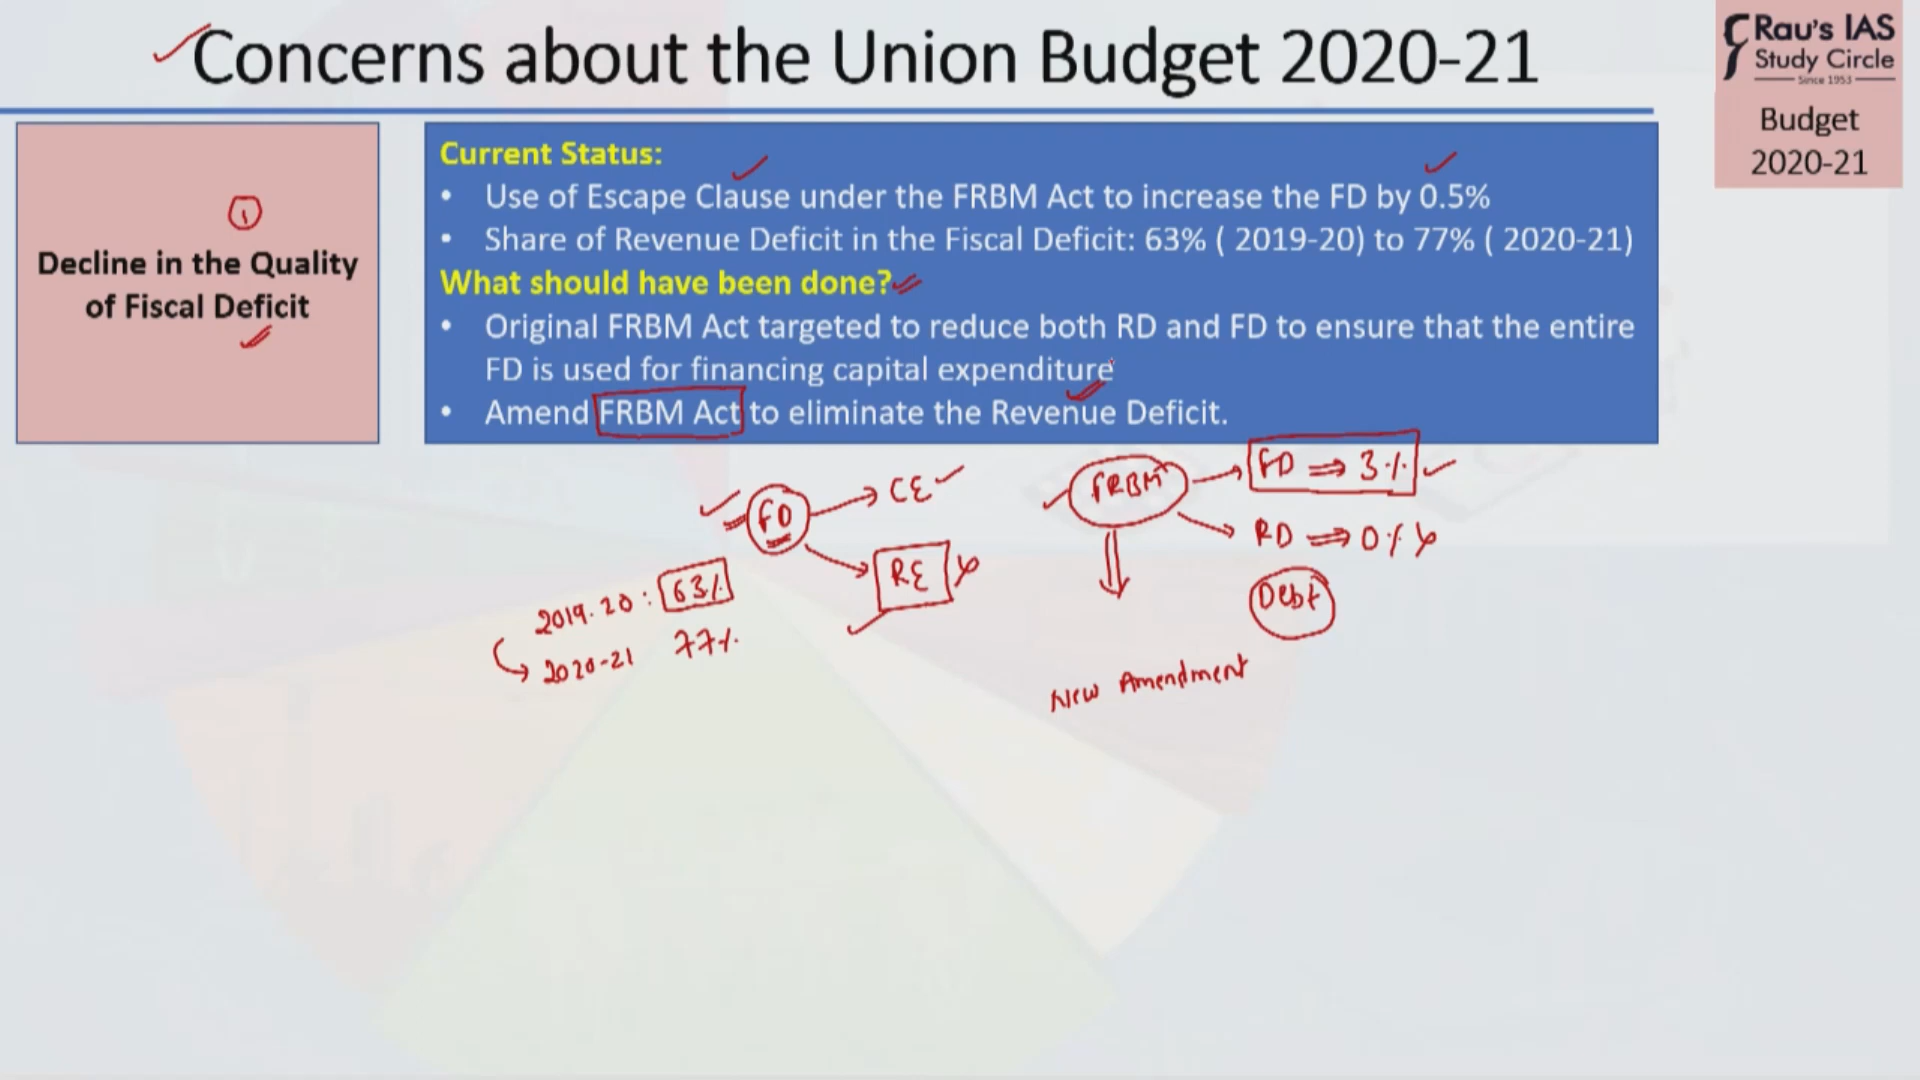 Concerns about the Union Budget 2020-21
Rau's IAS
Study Circle
Since 1953
Budget
2020-21
1
Decline in the Quality
of Fiscal Deficit
Current Status:
• Use of Escape Clause under the FRBM Act to increase the FD by 0.5%
• Share of Revenue Deficit in the Fiscal Deficit: 63% ( 2019-20) to 77% ( 2020-21)
What should have been done?
• Original FRBM Act targeted to reduce both RD and FD to ensure that the entire
FD is used for financing capital expenditure
• Amend FRBM Act to eliminate the Revenue Deficit.
FD → CE
→ RE
2019-20 : 63%
2020-21 77%
FRBM → FD ⇒ 3%
→ RD ⇒ 0%
Debt
New Amendment